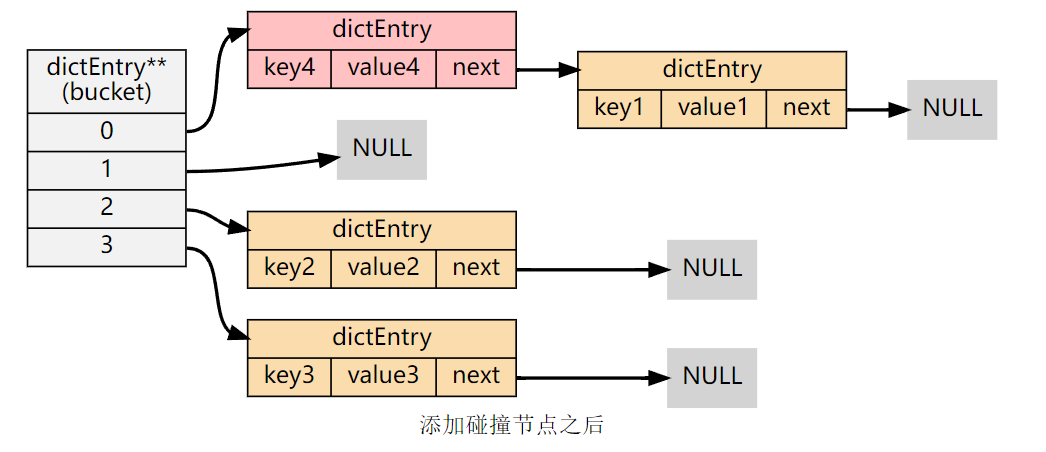 dictEntry**
(bucket)
0
1
2
3
dictEntry
key4 value4 next
dictEntry
key1 value1 next
NULL
NULL
dictEntry
key2 value2 next
NULL
dictEntry
key3 value3 next
NULL
添加碰撞节点之后